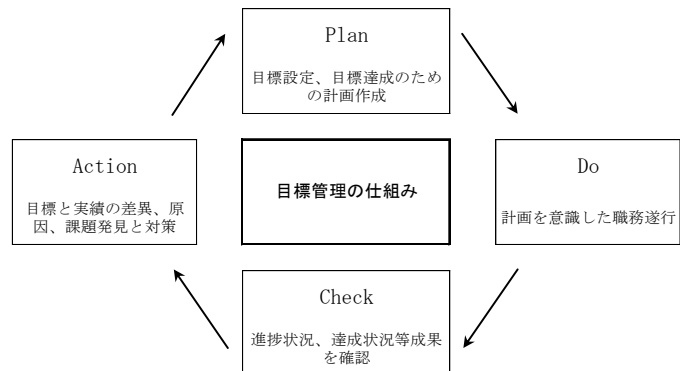 Plan
目標設定、目標達成のため
の計画作成
Action
目標と実績の差異、原
因、課題発見と対策
目標管理の仕組み
Do
計画を意識した職務遂行
Check
進捗状況、達成状況等成果
を確認